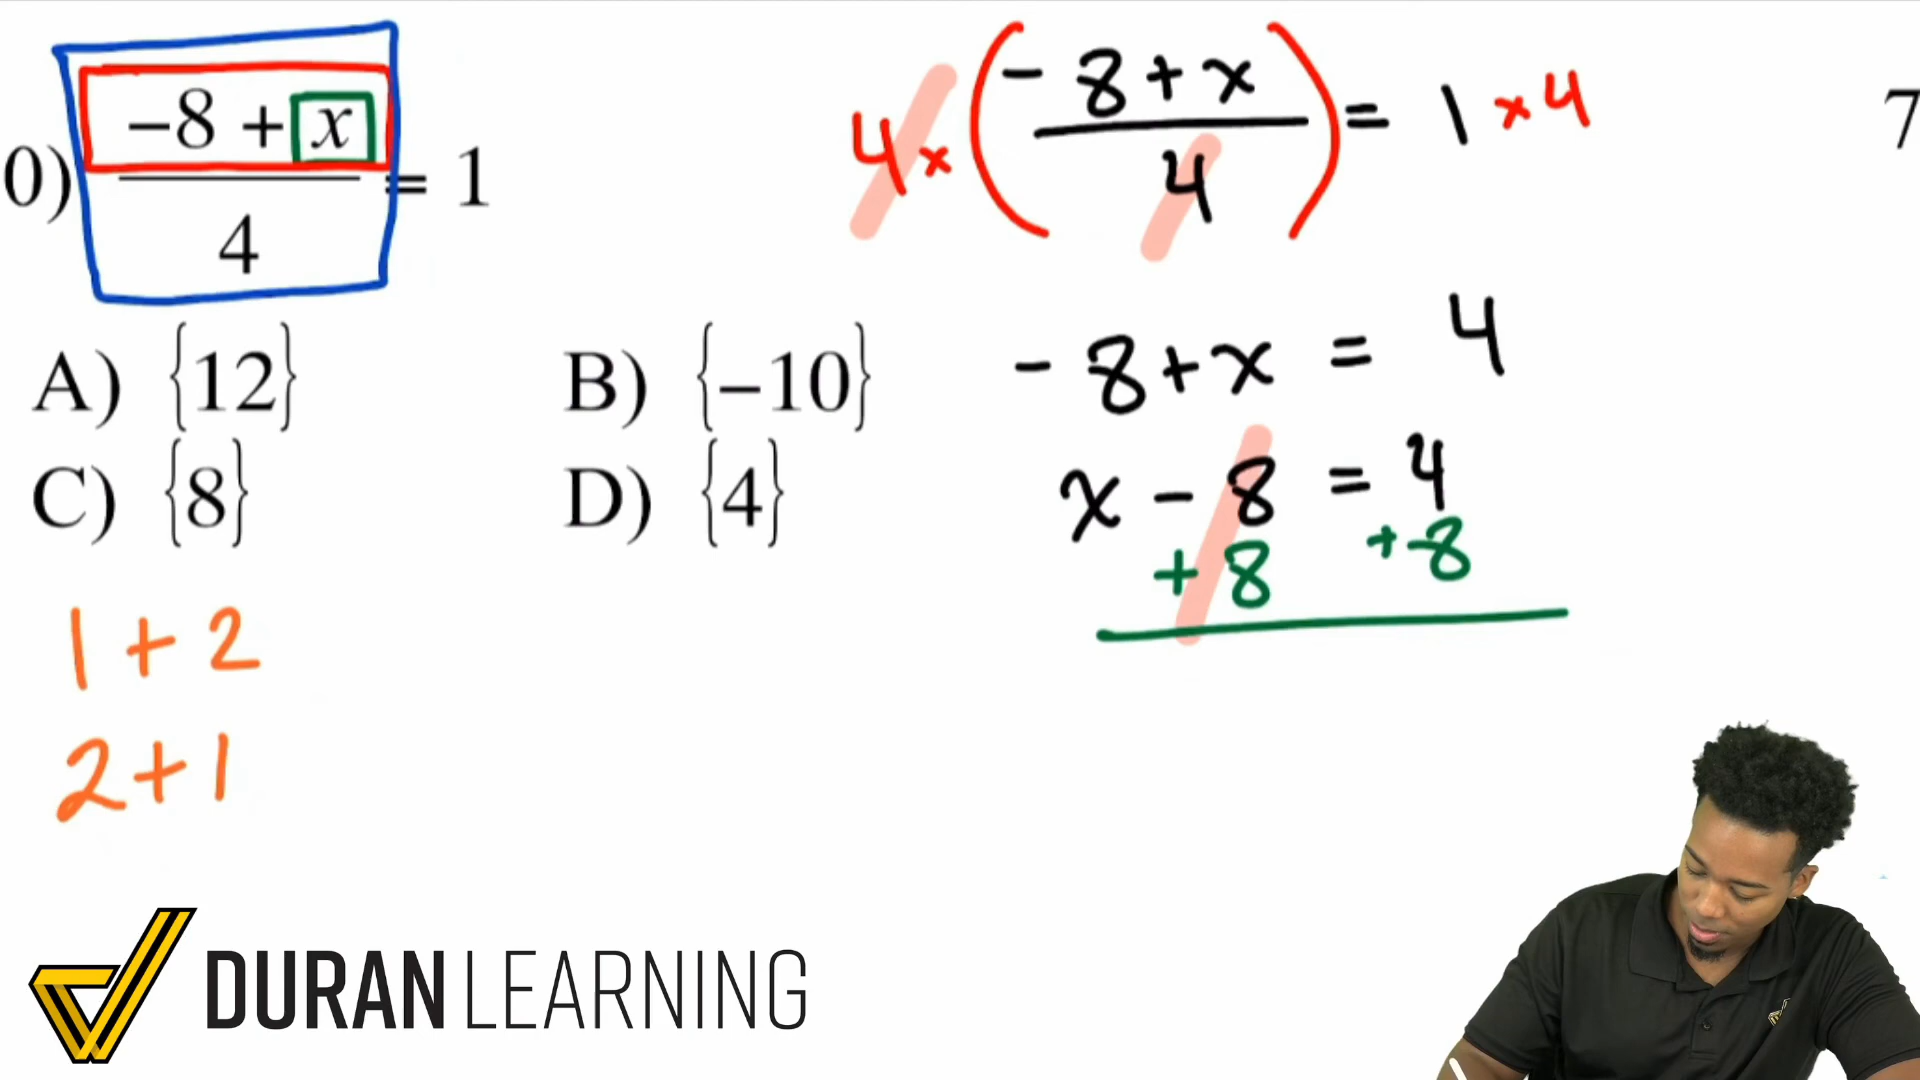 0) −8 + x / 4 = 1
A) {12} B) {−10}
C) {8} D) {4}
1 + 2
2 + 1
4 × ( − 8 + x / 4 ) = 1 × 4
− 8 + x = 4
x − 8 = 4
+ 8 + 8
7
DURAN LEARNING